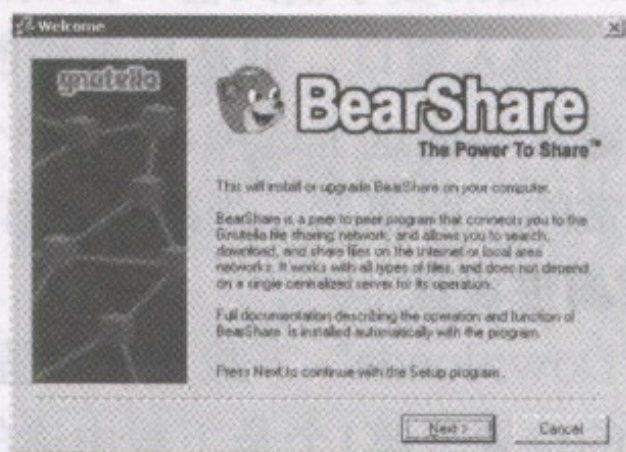 Welcome
gnutella
BearShare
The Power To Share™
This will install or upgrade BearShare on your computer.
BearShare is a peer to peer program that connects you to the
Gnutella file sharing network, and allows you to search,
download, and share files on the Internet or local area
networks. It works with all types of files, and does not depend
on a single centralized server for its operation.
Full documentation describing the operation and function of
BearShare is installed automatically with the program.
Press Next to continue with the Setup program.
Next >
Cancel